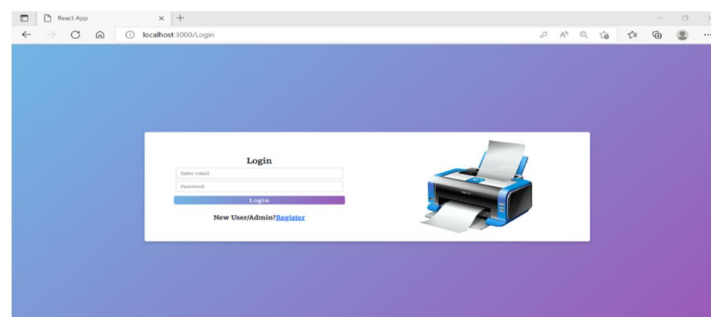 React App
localhost:3000/Login
Login
Enter email
Password
Login
New User/Admin?Register